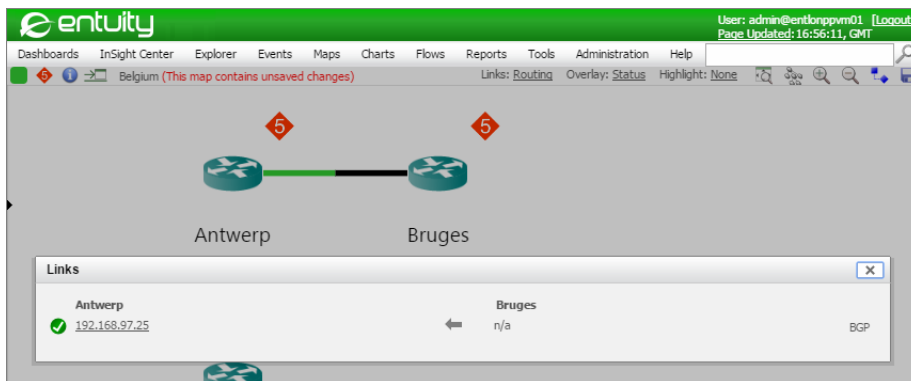 entuity
User: admin@entlonppvm01 [Logout
Page Updated: 16:56:11, GMT
Dashboards InSight Center Explorer Events Maps Charts Flows Reports Tools Administration Help
5 Belgium (This map contains unsaved changes) Links: Routing Overlay: Status Highlight: None
5 5
Antwerp Bruges
Links
Antwerp Bruges
192.168.97.25 n/a BGP